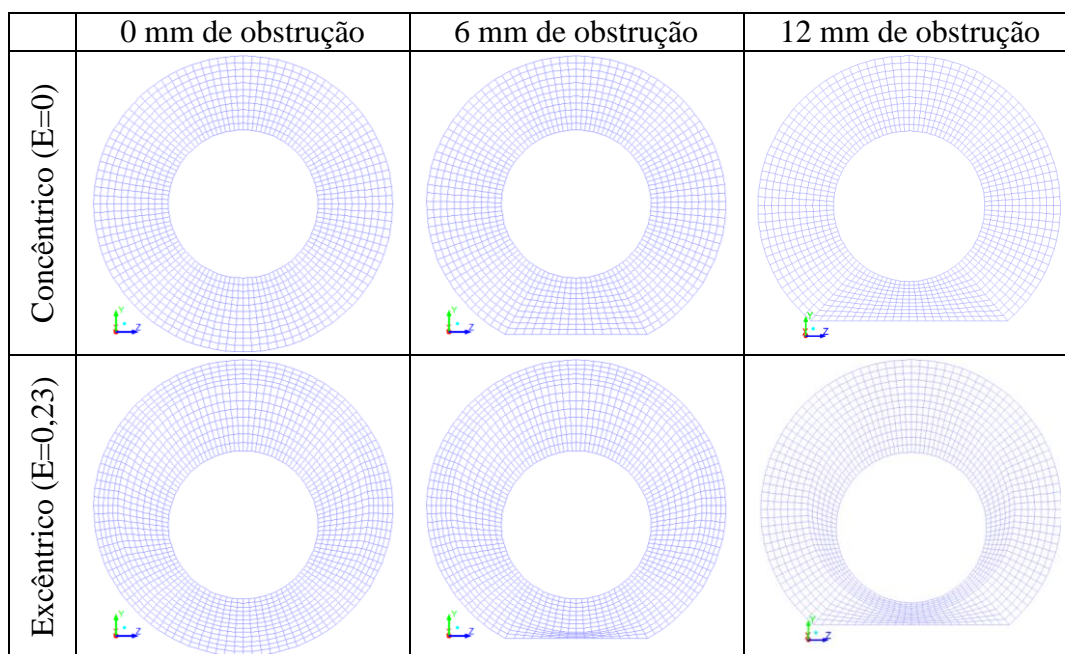 0 mm de obstrução
6 mm de obstrução
12 mm de obstrução
Concêntrico (E=0)
Y
Z
Y
Z
Y
X
Z
Excêntrico (E=0,23)
Y
Z
Y
Z
Y
X
Z